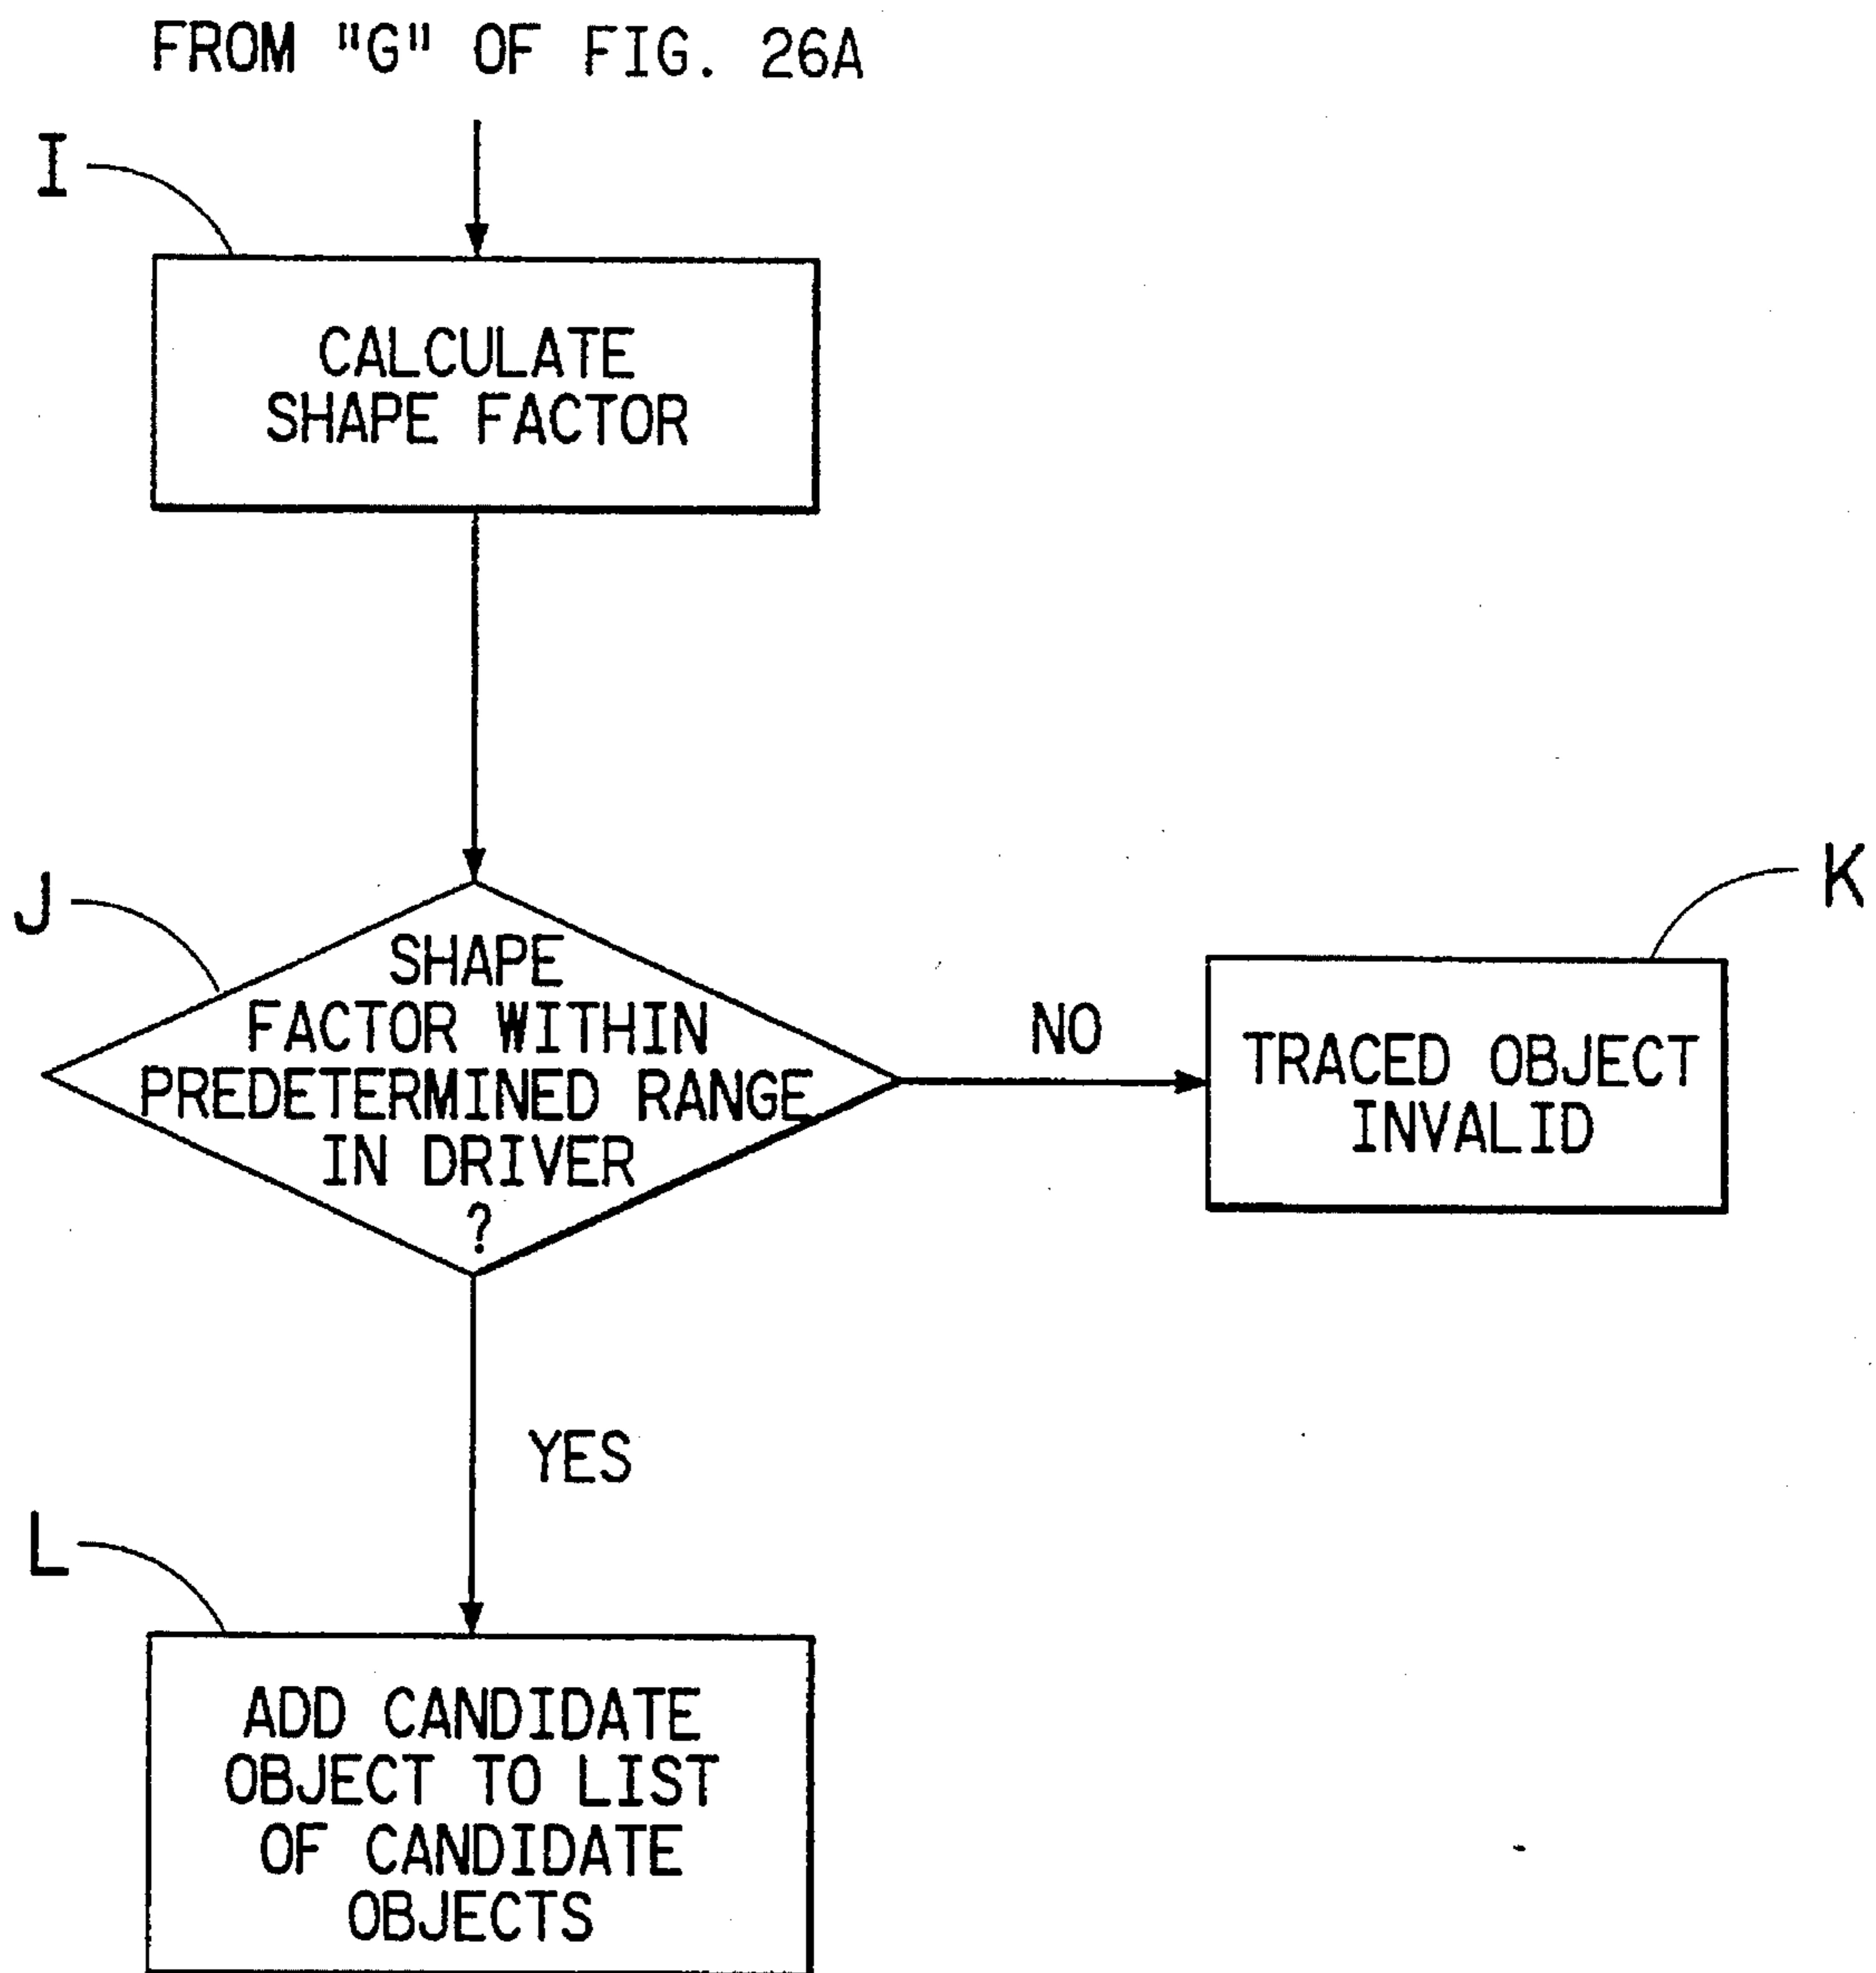 FROM "G" OF FIG. 26A
I
CALCULATE
SHAPE FACTOR
J
SHAPE
FACTOR WITHIN
PREDETERMINED RANGE
IN DRIVER
?
NO
K
TRACED OBJECT
INVALID
YES
L
ADD CANDIDATE
OBJECT TO LIST
OF CANDIDATE
OBJECTS